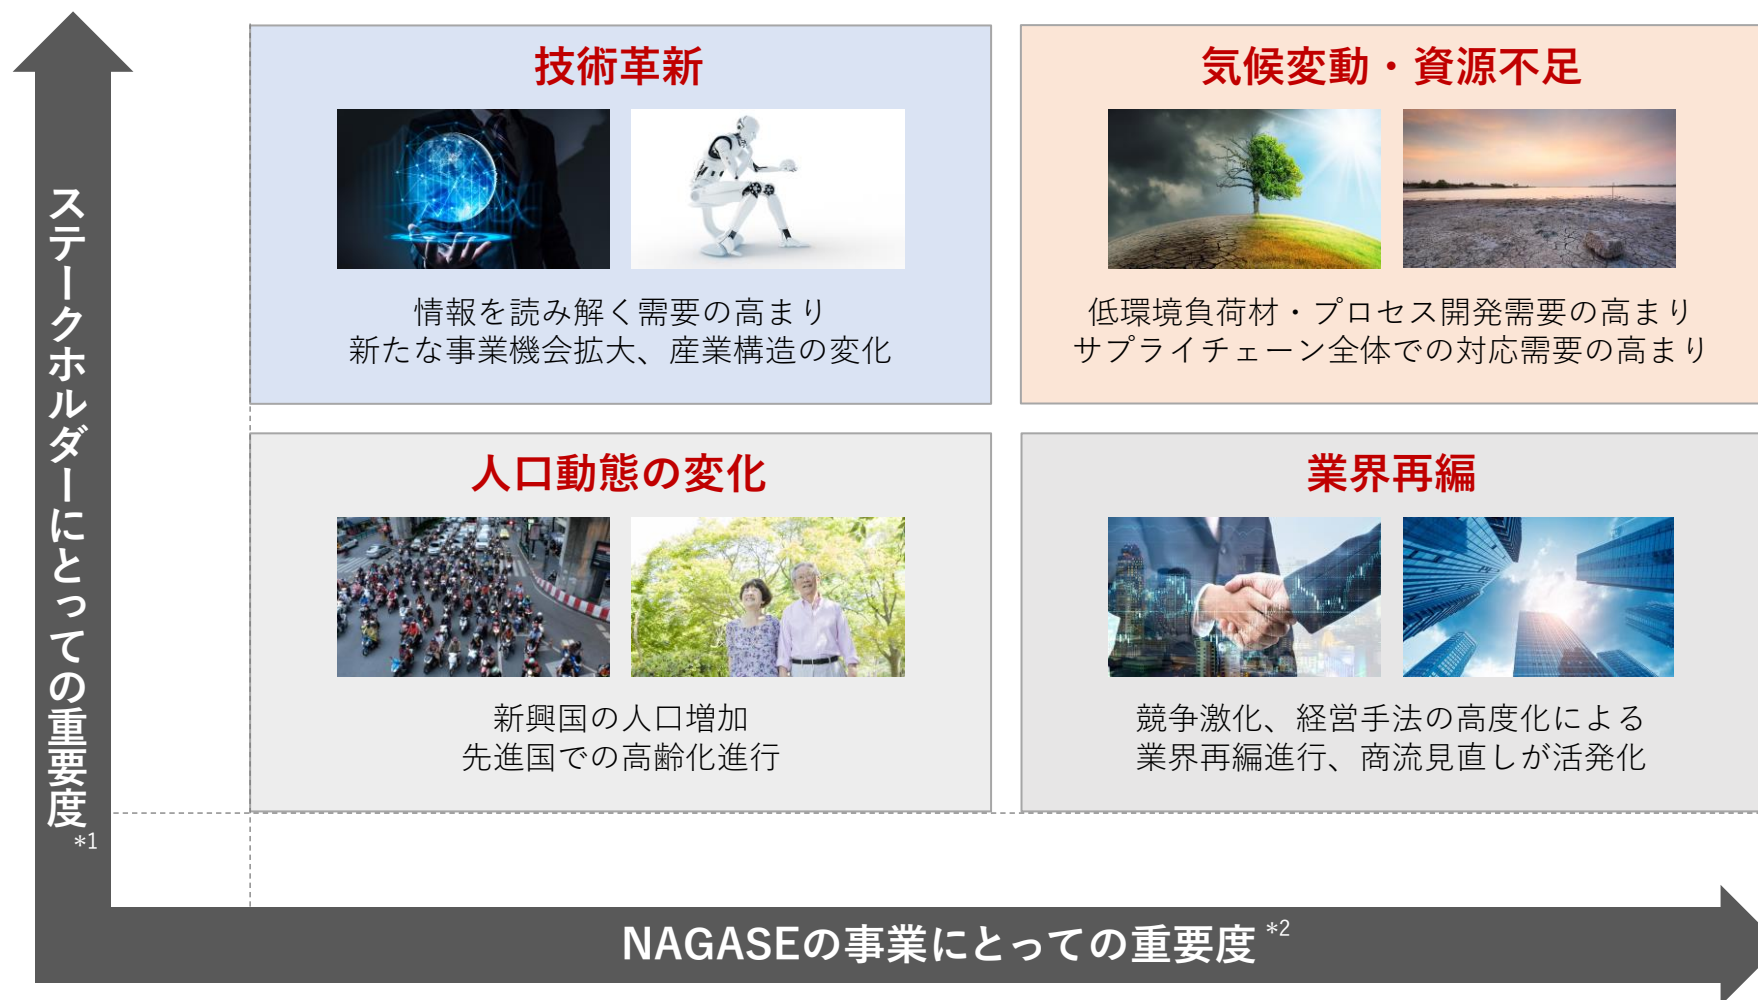 ステークホルダーにとっての重要度 *1
技術革新
情報を読み解く需要の高まり
新たな事業機会拡大、産業構造の変化
気候変動・資源不足
低環境負荷材・プロセス開発需要の高まり
サプライチェーン全体での対応需要の高まり
人口動態の変化
新興国の人口増加
先進国での高齢化進行
業界再編
競争激化、経営手法の高度化による
業界再編進行、商流見直しが活発化
NAGASEの事業にとっての重要度 *2